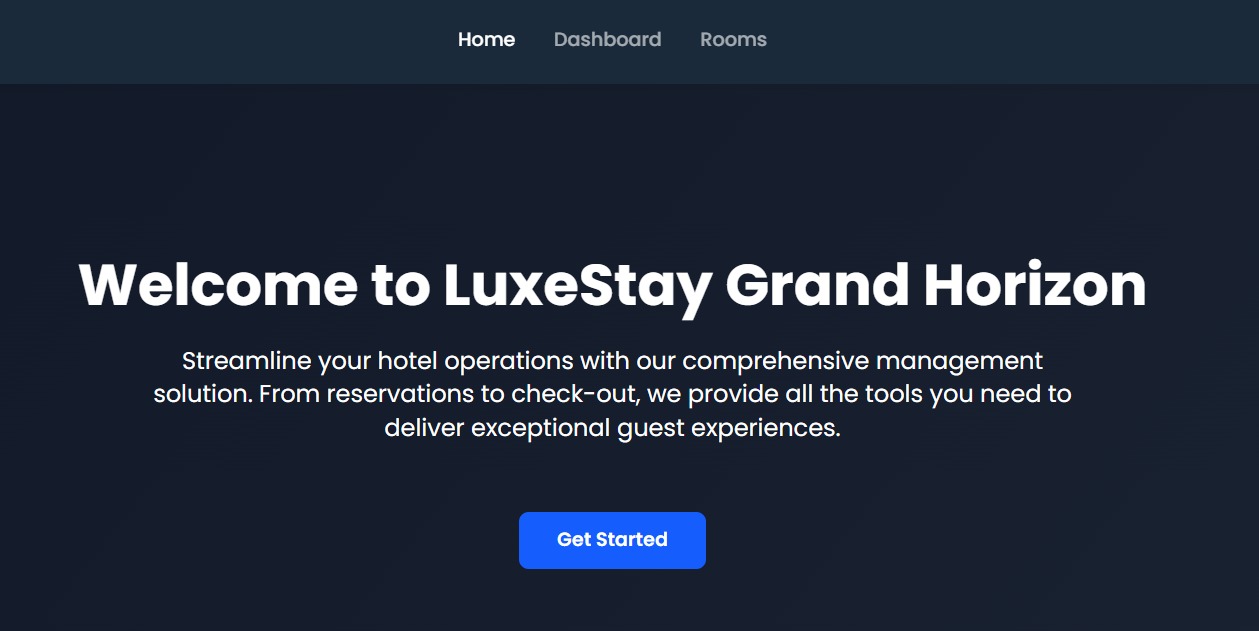 Home Dashboard Rooms
Welcome to LuxeStay Grand Horizon
Streamline your hotel operations with our comprehensive management
solution. From reservations to check-out, we provide all the tools you need to
deliver exceptional guest experiences.
Get Started